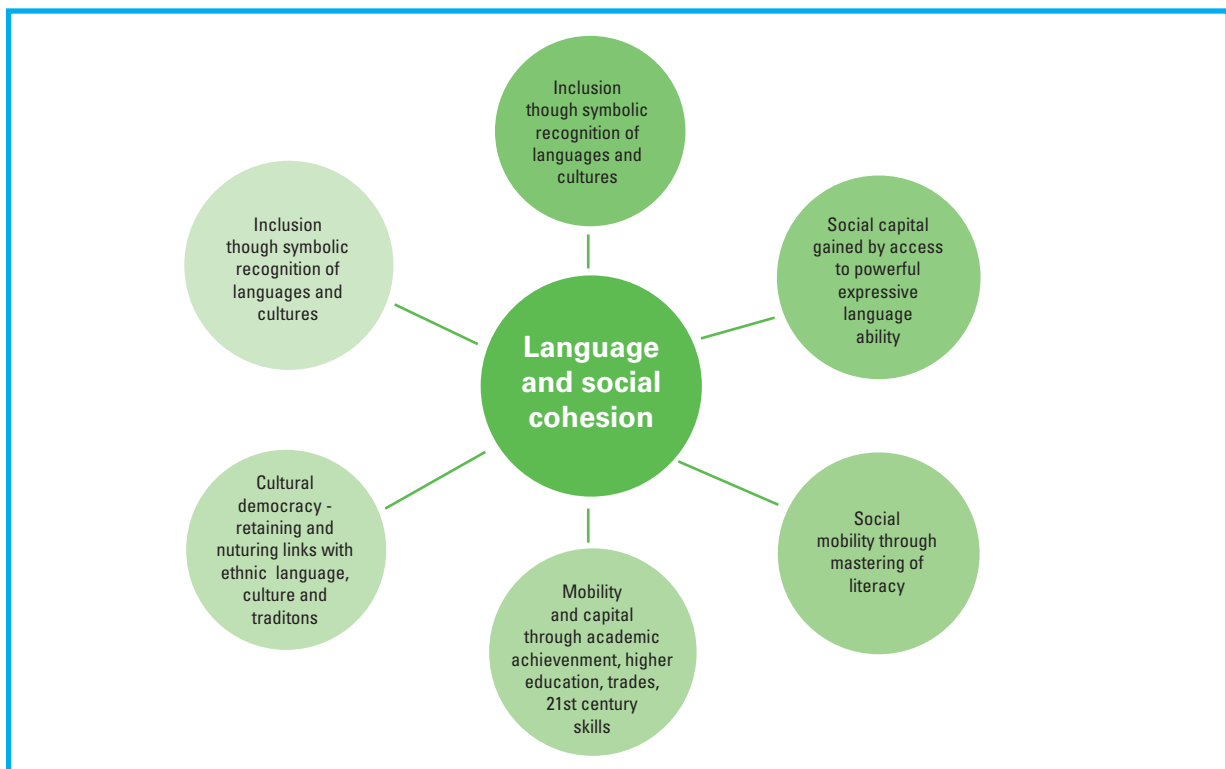 Inclusion
though symbolic
recognition of
languages and
cultures
Inclusion
though symbolic
recognition of
languages and
cultures
Social capital
gained by access
to powerful
expressive
language
ability
Language
and social
cohesion
Cultural
democracy -
retaining and
nuturing links with
ethnic language,
culture and
traditons
Social
mobility through
mastering of
literacy
Mobility
and capital
through academic
achievenment, higher
education, trades,
21st century
skills